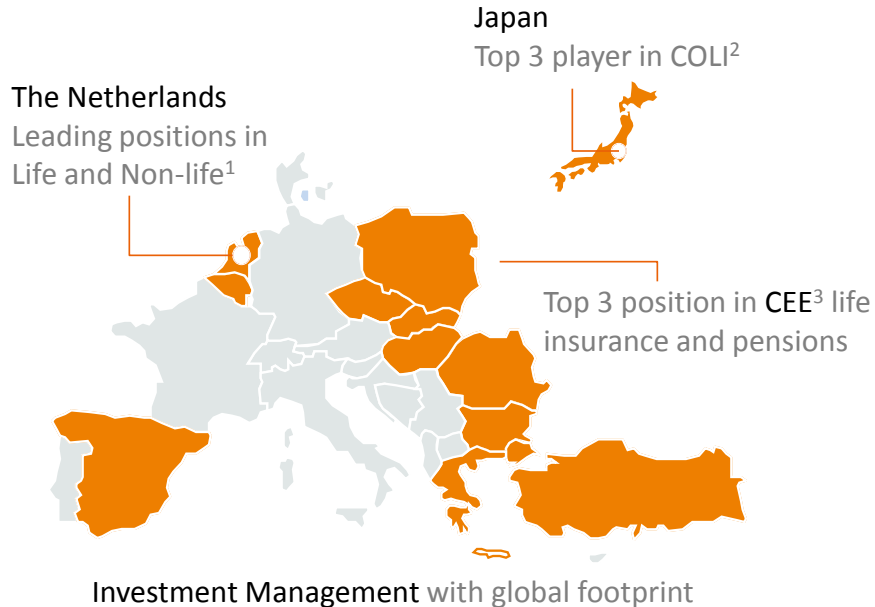 Japan
Top 3 player in COLI²
The Netherlands
Leading positions in
Life and Non-life¹
Top 3 position in CEE³ life
insurance and pensions
Investment Management with global footprint